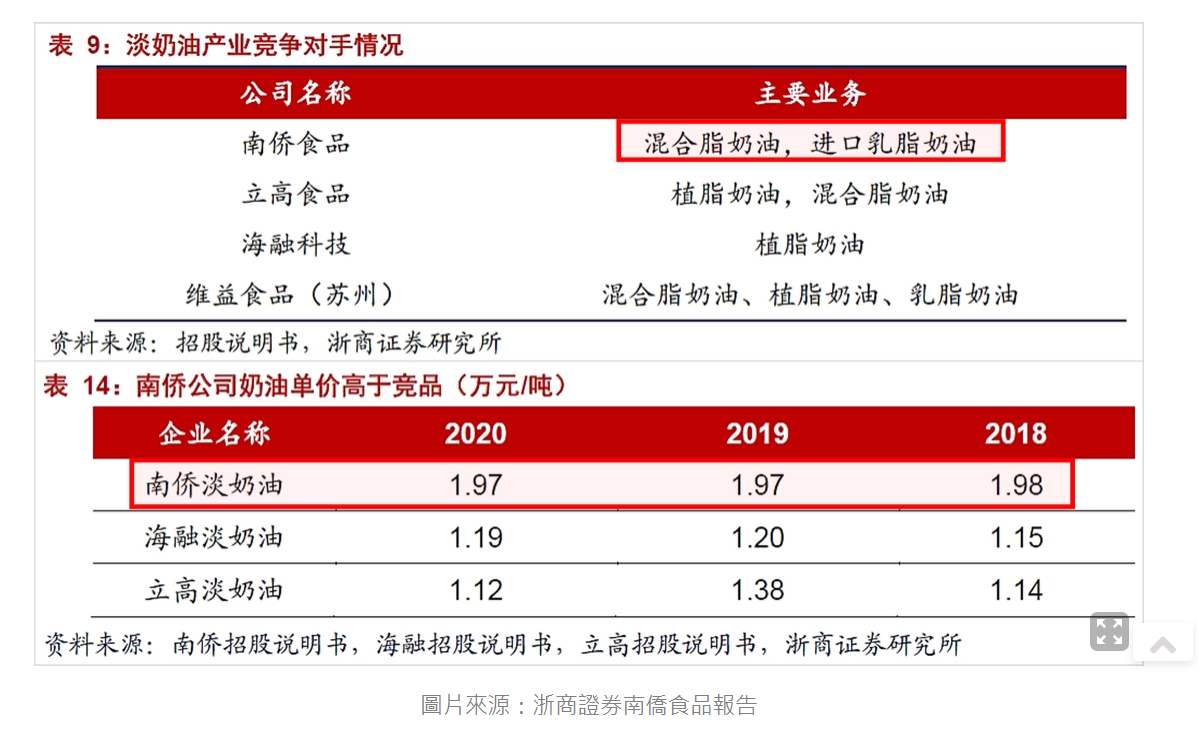 表 9：淡奶油产业竞争对手情况
公司名称 主要业务
南侨食品 混合脂奶油，进口乳脂奶油
立高食品 植脂奶油，混合脂奶油
海融科技 植脂奶油
维益食品（苏州） 混合脂奶油、植脂奶油、乳脂奶油
资料来源：招股说明书，浙商证券研究所
表 14：南侨公司奶油单价高于竞品（万元/吨）
企业名称 2020 2019 2018
南侨淡奶油 1.97 1.97 1.98
海融淡奶油 1.19 1.20 1.15
立高淡奶油 1.12 1.38 1.14
资料来源：南侨招股说明书，海融招股说明书，立高招股说明书，浙商证券研究所
圖片來源：浙商證券南僑食品報告